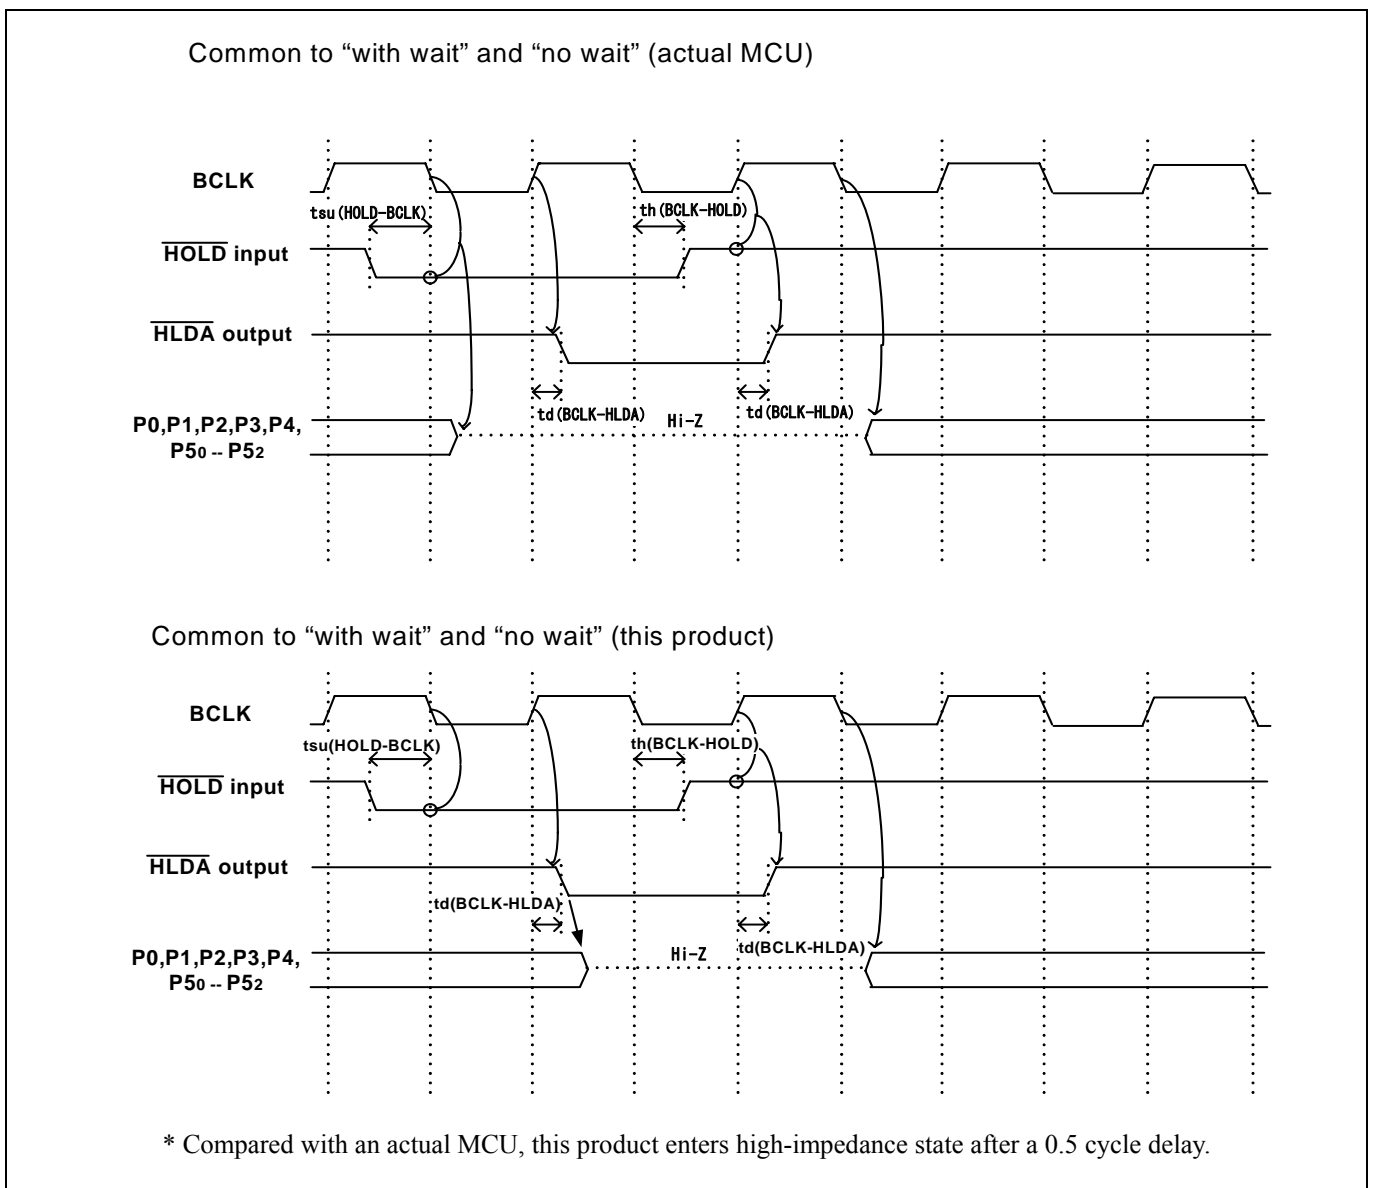 Common to “with wait” and “no wait” (actual MCU)
BCLK
tsu(HOLD-BCLK)
th(BCLK-HOLD)
HOLD input
HLDA output
td(BCLK-HLDA)
td(BCLK-HLDA)
Hi-Z
P0,P1,P2,P3,P4,
P50 -- P52
Common to “with wait” and “no wait” (this product)
BCLK
tsu(HOLD-BCLK)
th(BCLK-HOLD)
HOLD input
HLDA output
td(BCLK-HLDA)
td(BCLK-HLDA)
Hi-Z
P0,P1,P2,P3,P4,
P50 -- P52
* Compared with an actual MCU, this product enters high-impedance state after a 0.5 cycle delay.